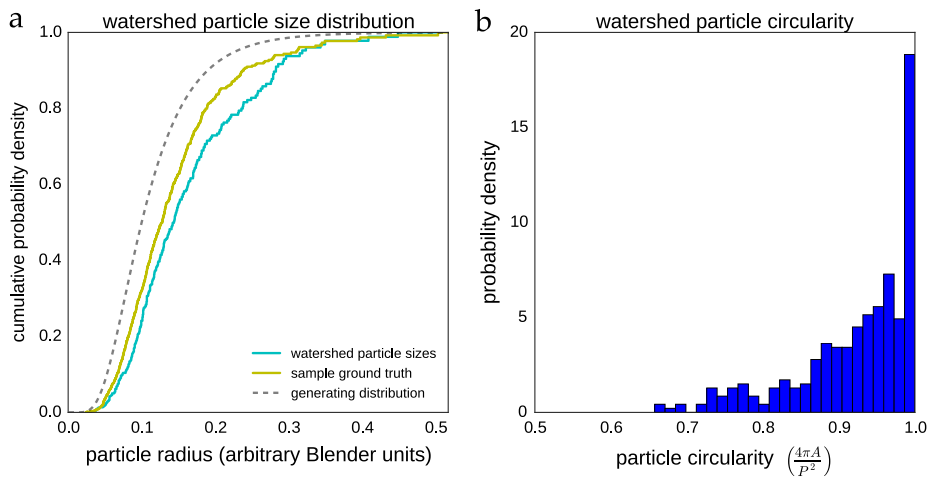 a
watershed particle size distribution
1.0
0.8
0.6
0.4
0.2
0.0
cumulative probability density
watershed particle sizes
sample ground truth
generating distribution
0.0 0.1 0.2 0.3 0.4 0.5
particle radius (arbitrary Blender units)
b
watershed particle circularity
20
15
10
5
0
probability density
0.5 0.6 0.7 0.8 0.9 1.0
particle circularity (4πA/P²)